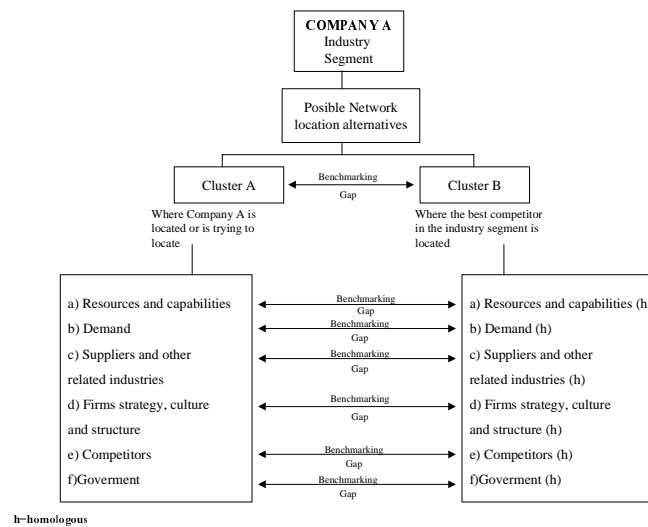 COMPANY A
Industry
Segment
Posible Network
location alternatives
Cluster A
Benchmarking
Gap
Cluster B
Where Company A is
located or is trying to
locate
Where the best competitor
in the industry segment is
located
a) Resources and capabilities
Benchmarking
Gap
a) Resources and capabilities (h
b) Demand
Benchmarking
Gap
b) Demand (h)
c) Suppliers and other
related industries
Benchmarking
Gap
c) Suppliers and other
related industries (h)
d) Firms strategy, culture
and structure
Benchmarking
Gap
d) Firms strategy, culture
and structure (h)
e) Competitors
Benchmarking
Gap
e) Competitors (h)
f)Goverment
Benchmarking
Gap
f)Goverment (h)
h=homologous